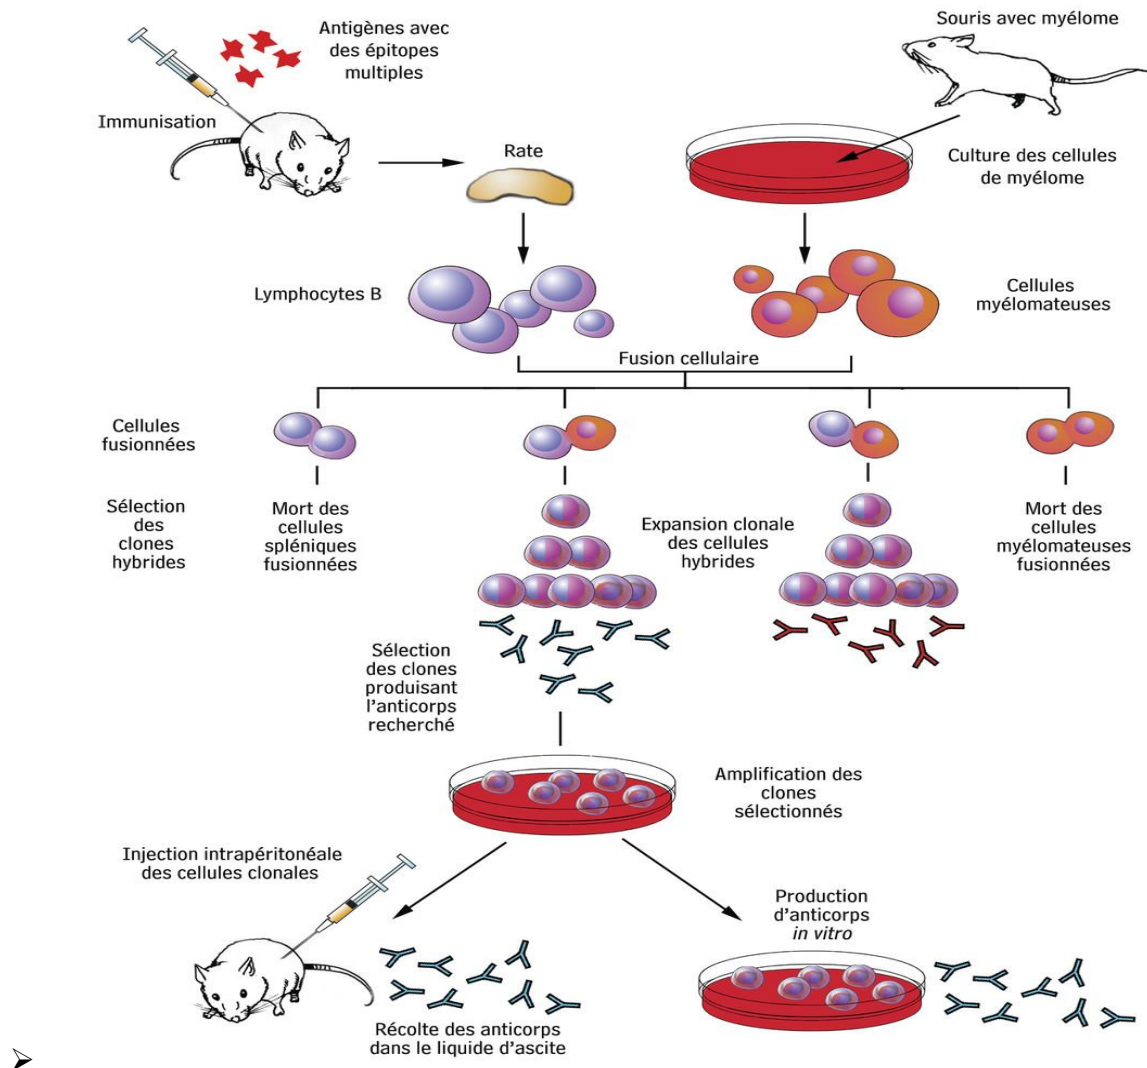 Antigènes avec
des épitopes
multiples
Souris avec myélome
Immunisation
Rate
Culture des cellules
de myélome
Lymphocytes B
Cellules
myélomateuses
Fusion cellulaire
Cellules
fusionnées
Sélection
des
clones
hybrides
Mort des
cellules
spléniques
fusionnées
Expansion clonale
des cellules
hybrides
Mort des
cellules
myélomateuses
fusionnées
Sélection
des clones
produisant
l'anticorps
recherché
Amplification des
clones
sélectionnés
Injection intrapéritonéale
des cellules clonales
Production
d'anticorps
in vitro
Récolte des anticorps
dans le liquide d'ascite